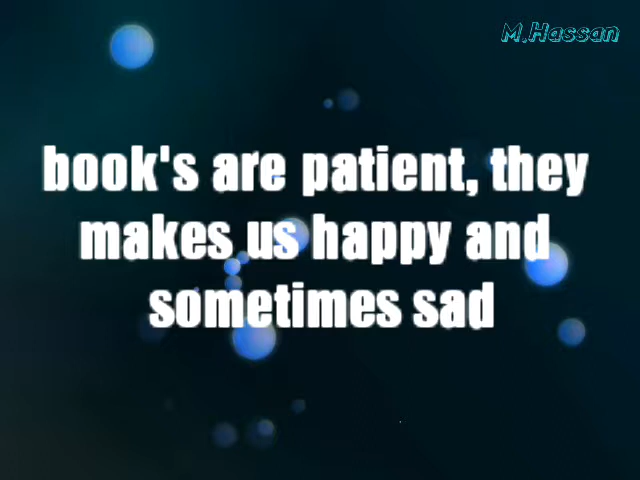 M.Hassan
book's are patient, they
makes us happy and
sometimes sad